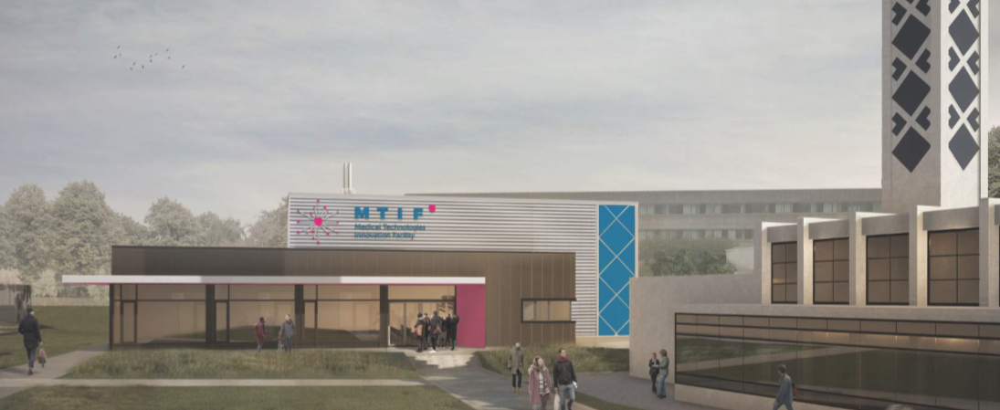 MTIF
Medical Technologies
Innovation Facility